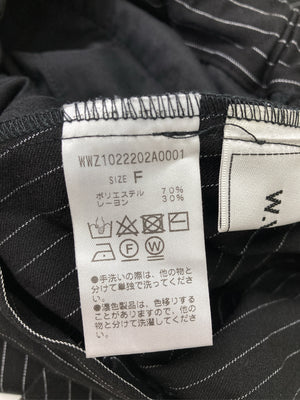 WWZ1022202A0001
SIZE F
ポリエステル 70%
レーヨン 30%
F W
●手洗いの際は、他の物と
分けて単独で洗ってください。
●濃色製品は、色移りする
ことがありますので、他の物と
分けて洗濯してください。
W.